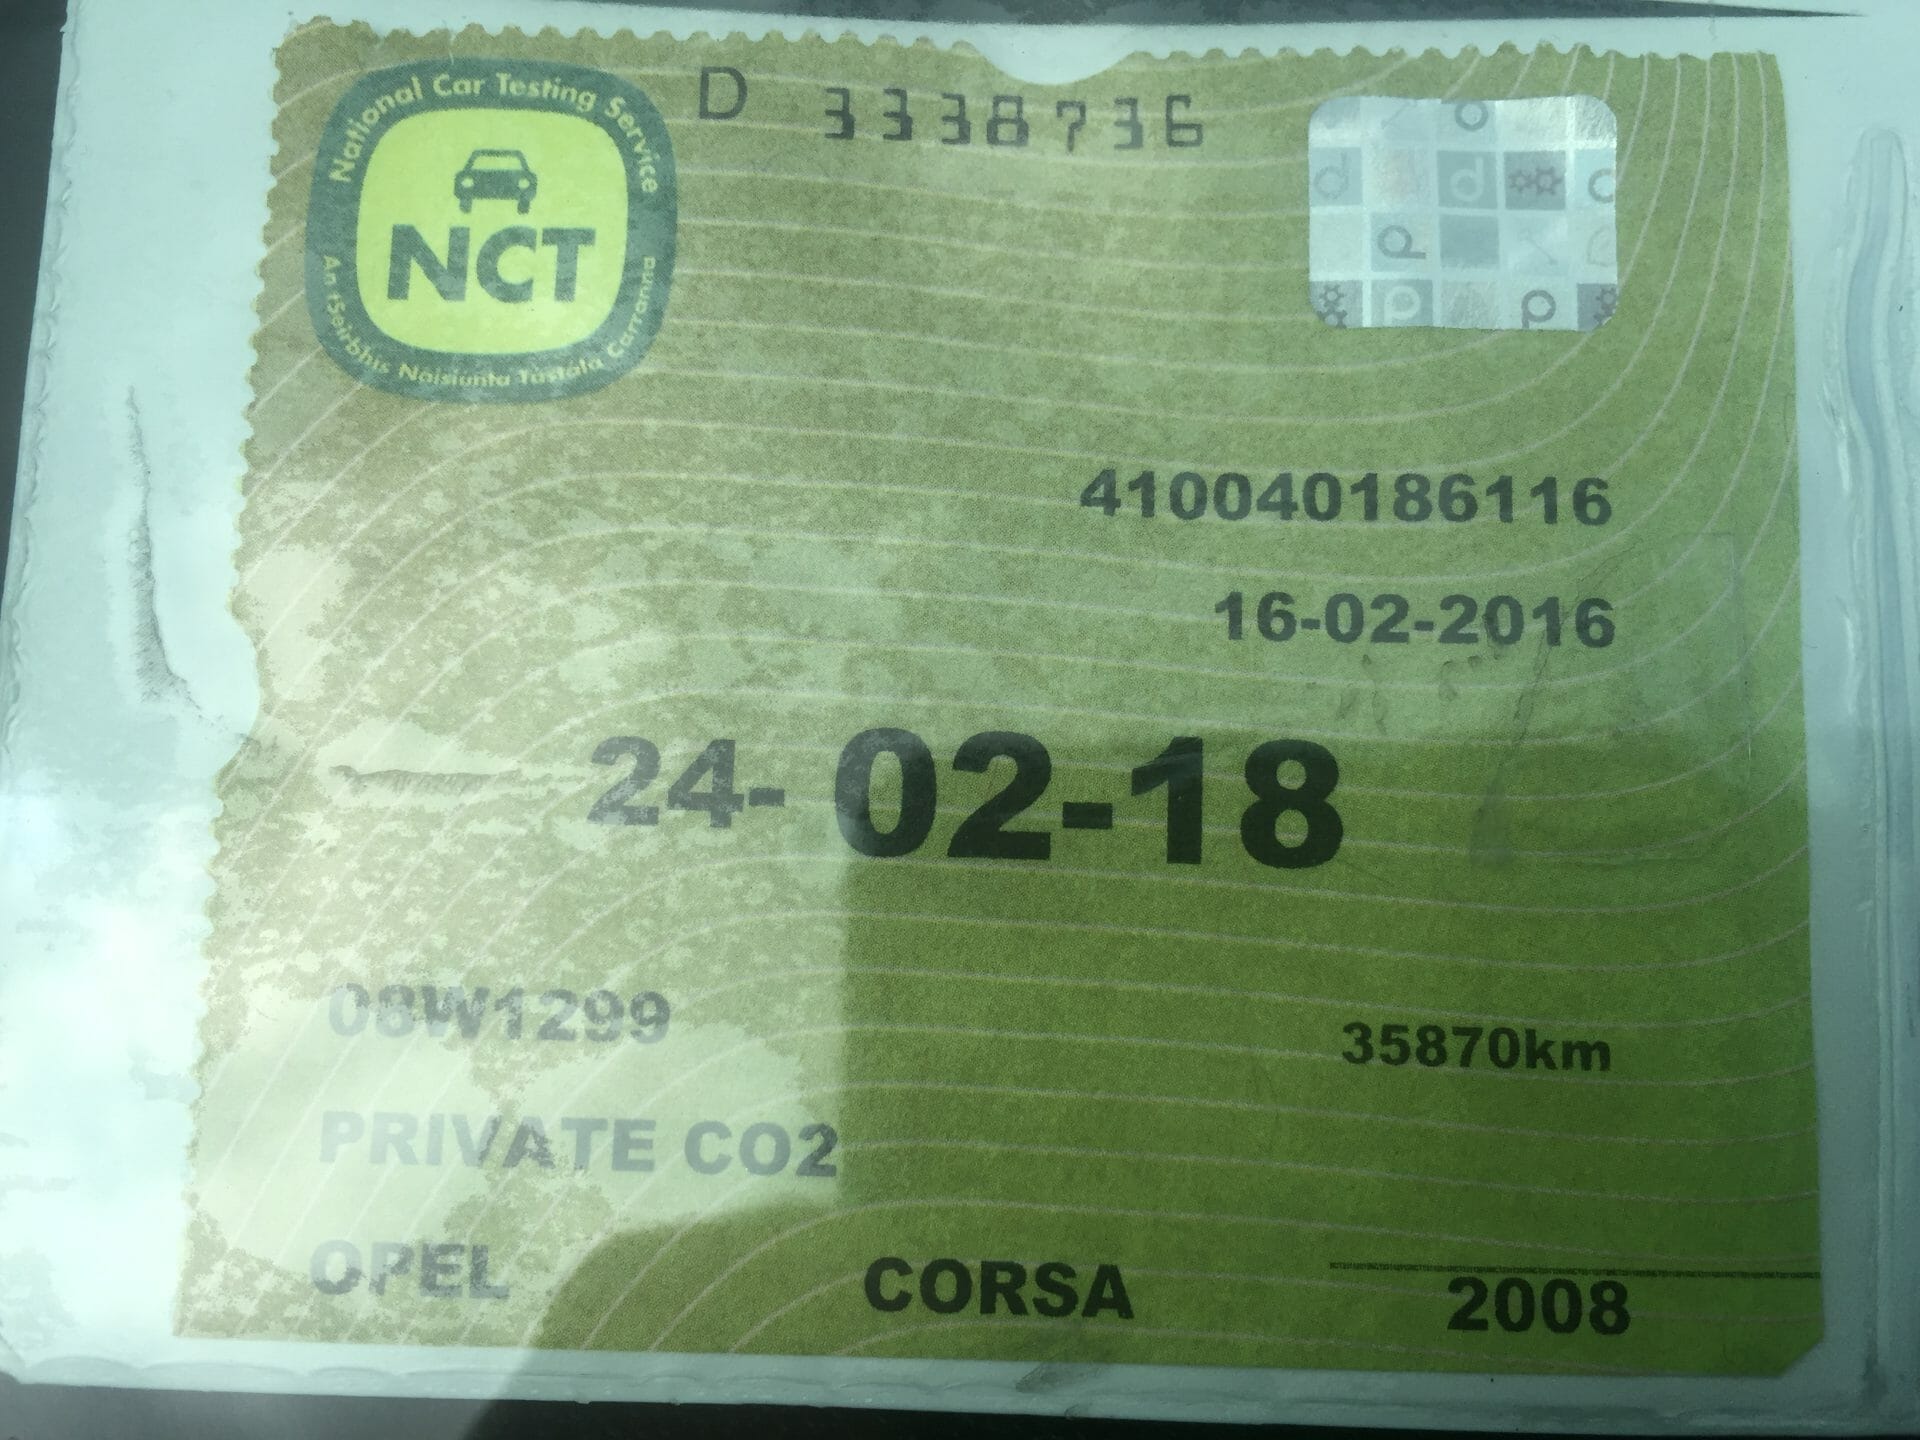 National Car Testing Service
NCT
An tSeirbhís Náisiúnta Tástála Carranna
D 3338736
410040186116
16-02-2016
24-02-18
08W1299
35870km
PRIVATE CO2
OPEL CORSA 2008